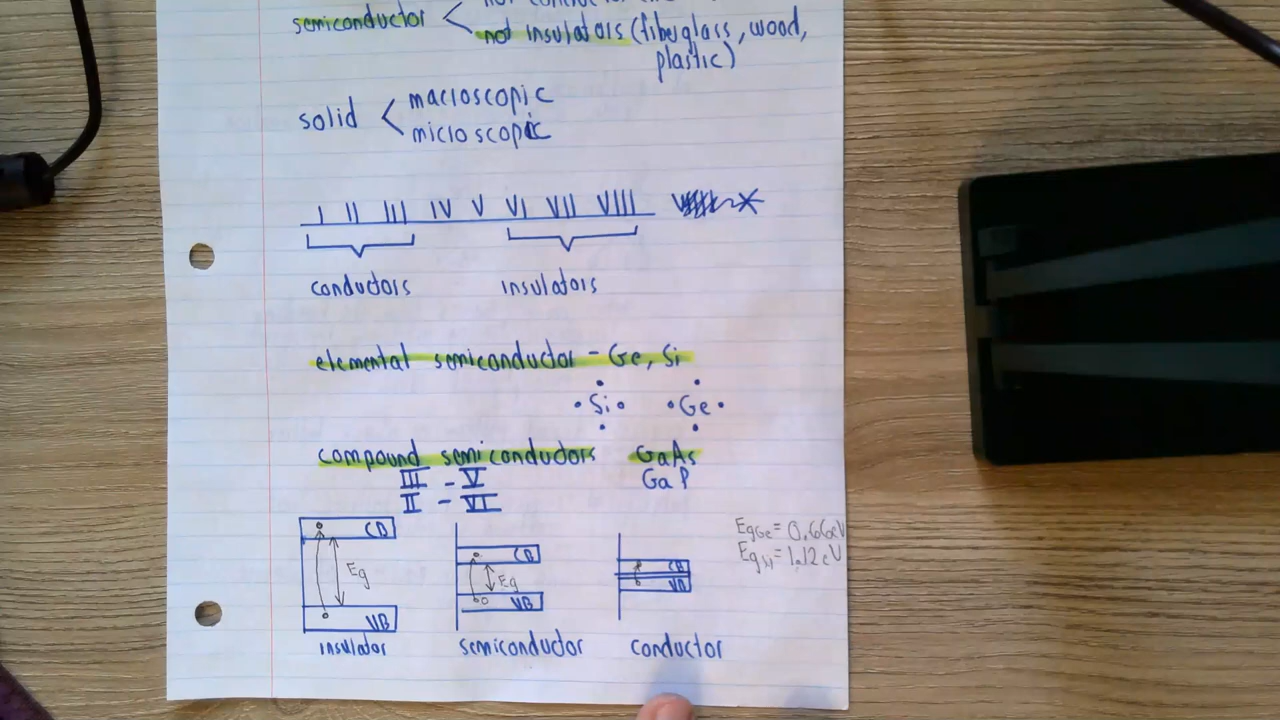 semiconductor <
not insulators (fiberglass, wood,
plastic)
solid < macroscopic
microscopic
I II III IV V VI VII VIII
conductors insulators
elemental semiconductor - Ge, Si
Si Ge
compound semiconductors GaAs
III - V GaP
II - VI
CB CB CB
Eg Eg
VB VB VB
EgGe = 0.66eV
EgSi = 1.12eV
insulator semiconductor conductor